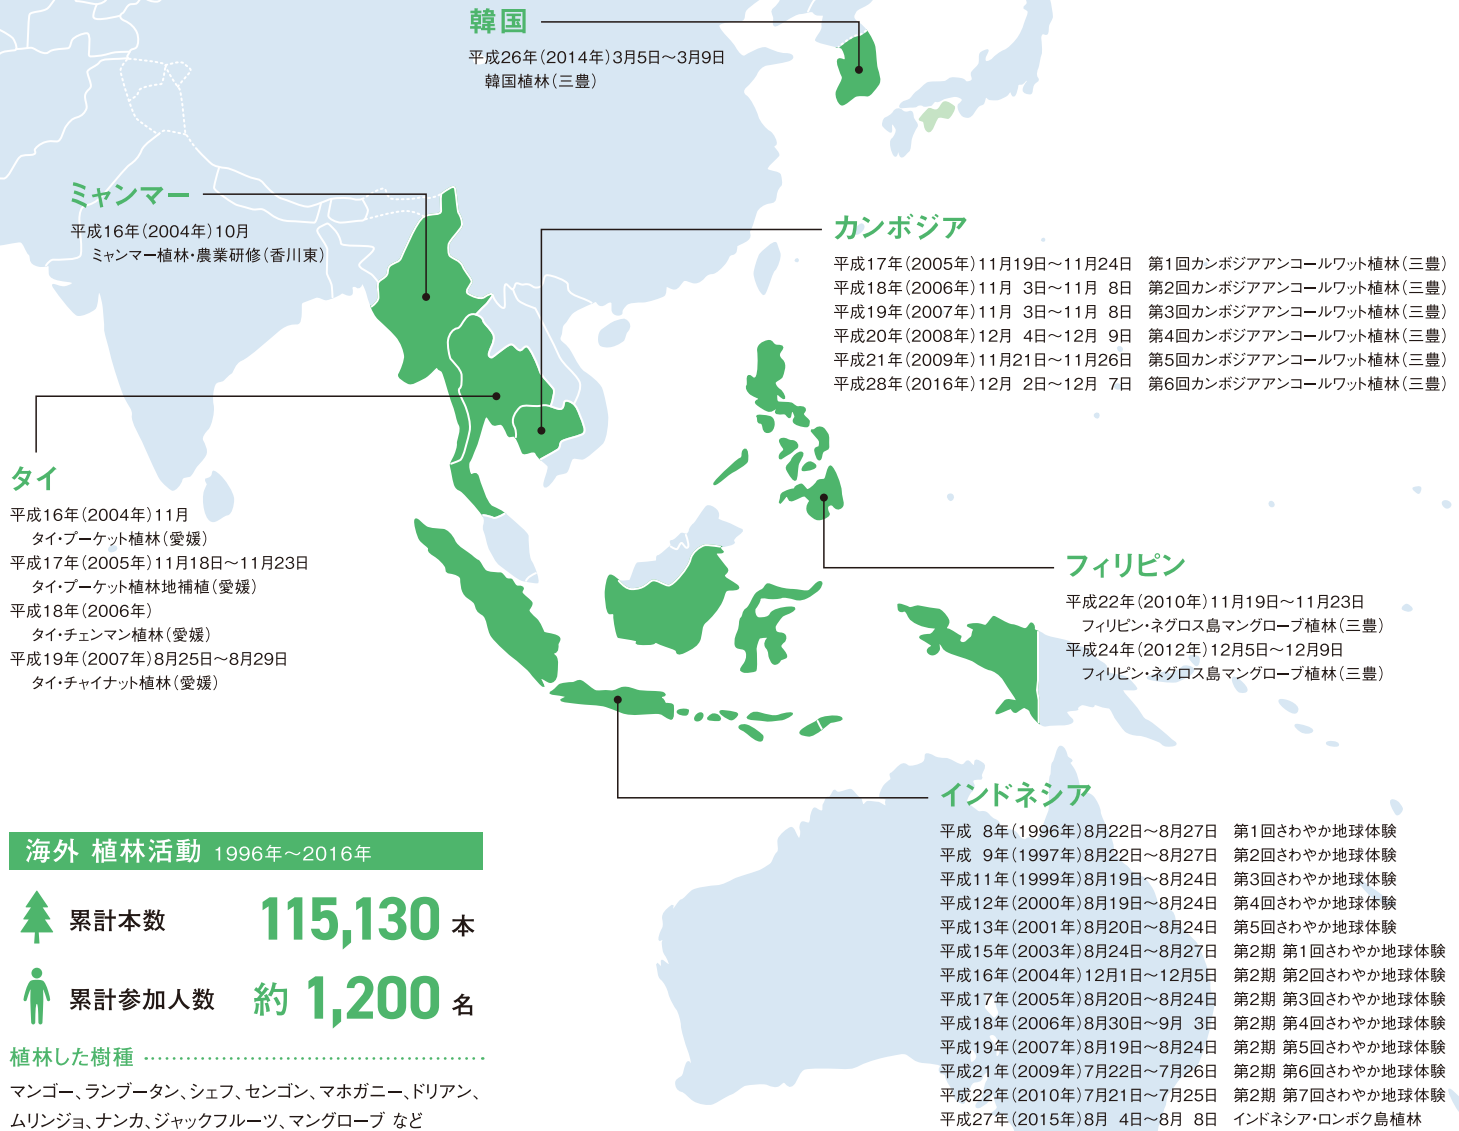 韓国
平成26年(2014年)3月5日～3月9日
韓国植林(三豊)
ミャンマー
平成16年(2004年)10月
ミャンマー植林・農業研修(香川東)
カンボジア
平成17年(2005年)11月19日～11月24日 第1回カンボジアアンコールワット植林(三豊)
平成18年(2006年)11月 3日～11月 8日 第2回カンボジアアンコールワット植林(三豊)
平成19年(2007年)11月 3日～11月 8日 第3回カンボジアアンコールワット植林(三豊)
平成20年(2008年)12月 4日～12月 9日 第4回カンボジアアンコールワット植林(三豊)
平成21年(2009年)11月21日～11月26日 第5回カンボジアアンコールワット植林(三豊)
平成28年(2016年)12月 2日～12月 7日 第6回カンボジアアンコールワット植林(三豊)
タイ
平成16年(2004年)11月
タイ・プーケット植林(愛媛)
平成17年(2005年)11月18日～11月23日
タイ・プーケット植林地補植(愛媛)
平成18年(2006年)
タイ・チェンマン植林(愛媛)
平成19年(2007年)8月25日～8月29日
タイ・チャイナット植林(愛媛)
フィリピン
平成22年(2010年)11月19日～11月23日
フィリピン・ネグロス島マングローブ植林(三豊)
平成24年(2012年)12月5日～12月9日
フィリピン・ネグロス島マングローブ植林(三豊)
インドネシア
平成 8年(1996年)8月22日～8月27日 第1回さわやか地球体験
平成 9年(1997年)8月22日～8月27日 第2回さわやか地球体験
平成11年(1999年)8月19日～8月24日 第3回さわやか地球体験
平成12年(2000年)8月19日～8月24日 第4回さわやか地球体験
平成13年(2001年)8月20日～8月24日 第5回さわやか地球体験
平成15年(2003年)8月24日～8月27日 第2期 第1回さわやか地球体験
平成16年(2004年)12月1日～12月5日 第2期 第2回さわやか地球体験
平成17年(2005年)8月20日～8月24日 第2期 第3回さわやか地球体験
平成18年(2006年)8月30日～9月 3日 第2期 第4回さわやか地球体験
平成19年(2007年)8月19日～8月24日 第2期 第5回さわやか地球体験
平成21年(2009年)7月22日～7月26日 第2期 第6回さわやか地球体験
平成22年(2010年)7月21日～7月25日 第2期 第7回さわやか地球体験
平成27年(2015年)8月 4日～8月 8日 インドネシア・ロンボク島植林
海外 植林活動 1996年～2016年
累計本数 115,130 本
累計参加人数 約 1,200 名
植林した樹種
マンゴー、ランブータン、シェフ、センゴン、マホガニー、ドリアン、
ムリンジョ、ナンカ、ジャックフルーツ、マングローブ など